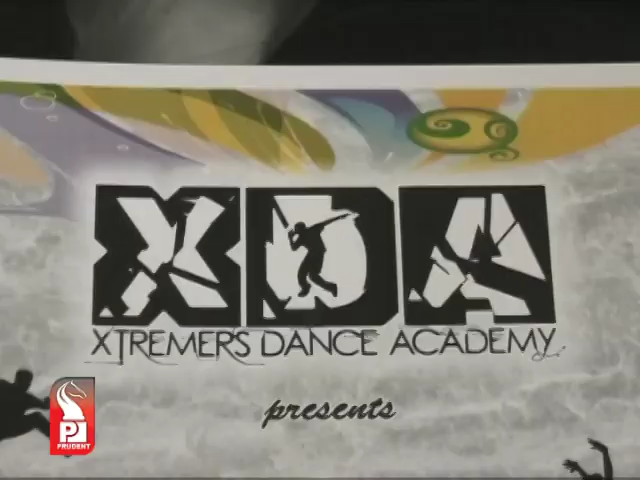 XDA
XTREMERS DANCE ACADEMY
presents
P
PRUDENT